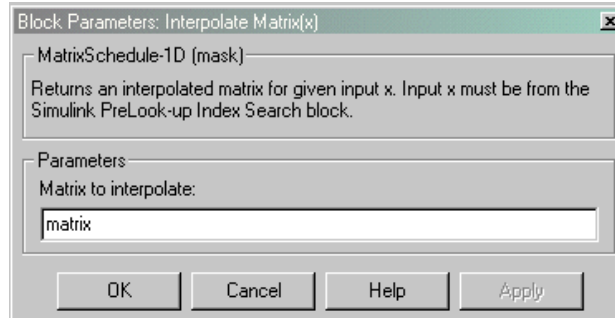 Block Parameters: Interpolate Matrix(x)
MatrixSchedule-1D (mask)
Returns an interpolated matrix for given input x. Input x must be from the
Simulink PreLook-up Index Search block.
Parameters
Matrix to interpolate:
matrix
OK Cancel Help Apply